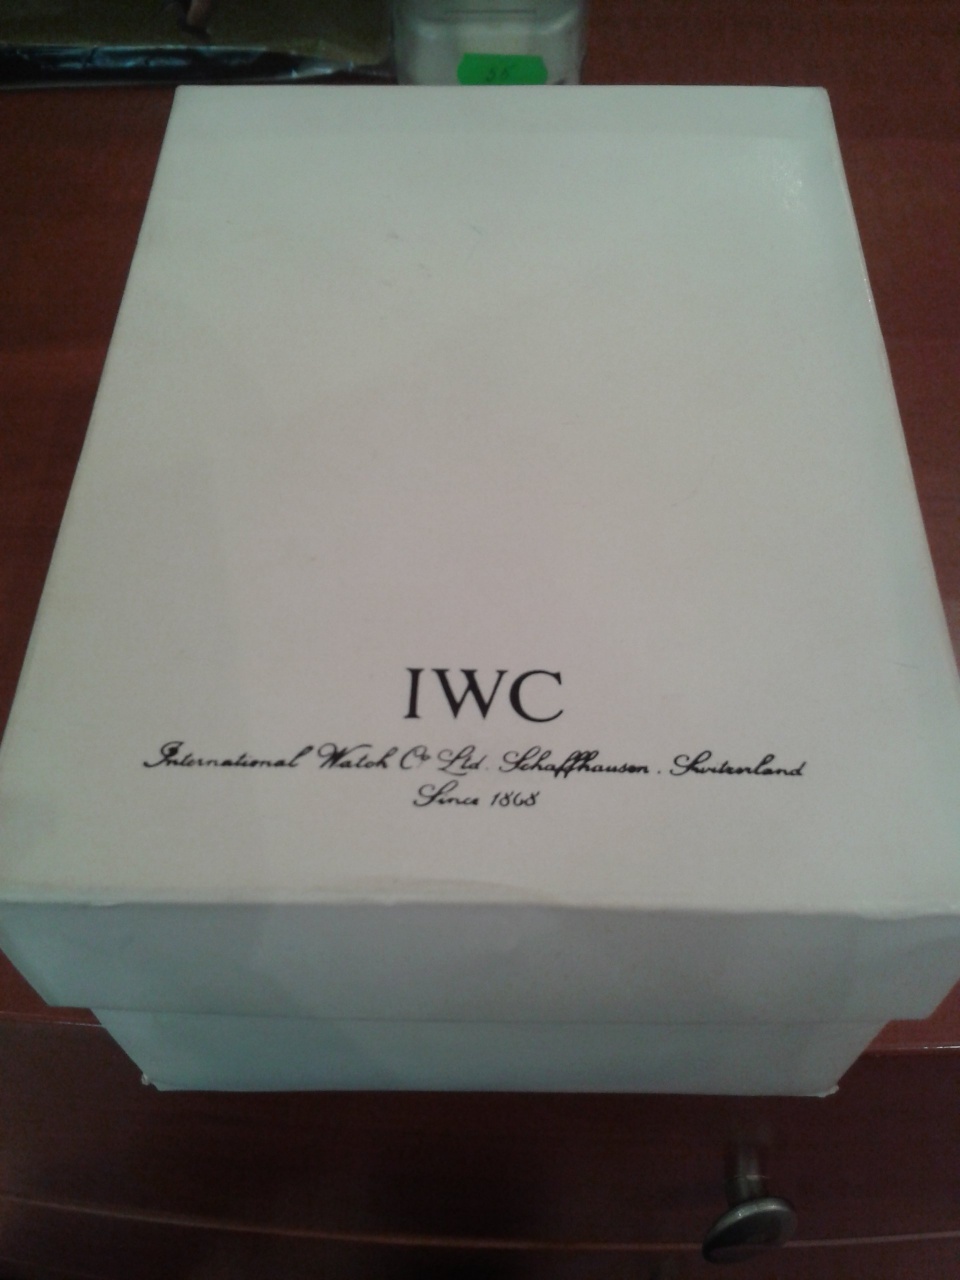 IWC
International Watch Co Ltd. Schaffhausen. Switzerland
Since 1868